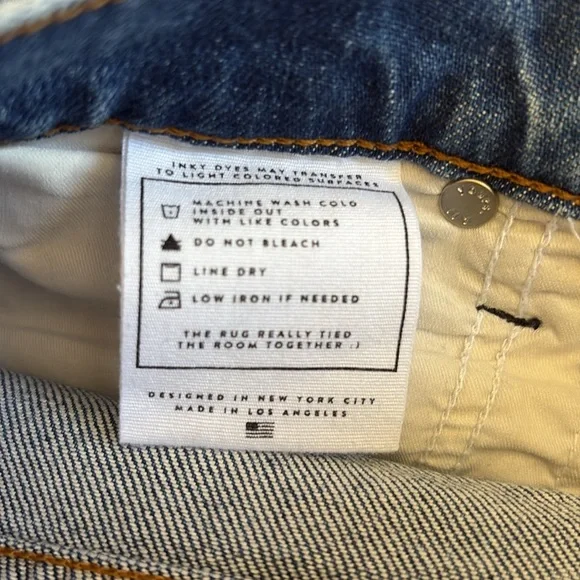 INKY DYES MAY TRANSFER
TO LIGHT COLORED SURFACES
MACHINE WASH COLD
INSIDE OUT
WITH LIKE COLORS
DO NOT BLEACH
LINE DRY
LOW IRON IF NEEDED
THE RUG REALLY TIED
THE ROOM TOGETHER :)
DESIGNED IN NEW YORK CITY
MADE IN LOS ANGELES